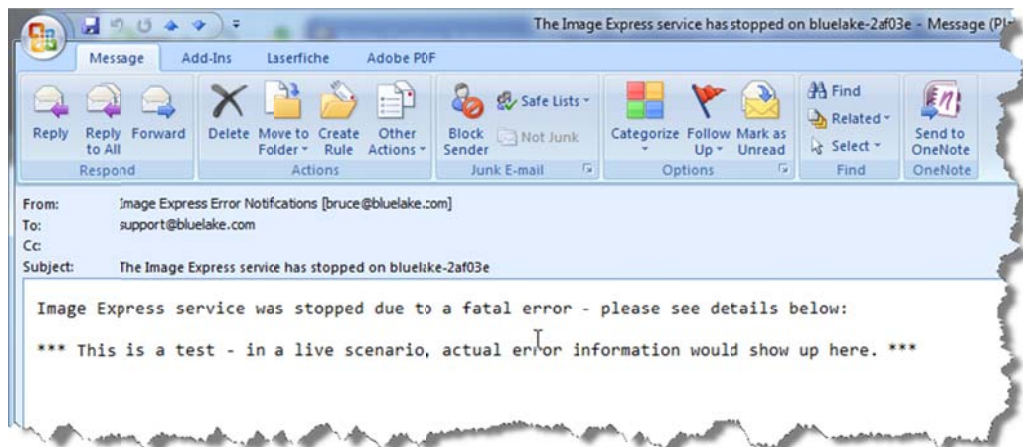 The Image Express service has stopped on bluelake-2af03e - Message (Pla
Message Add-Ins Laserfiche Adobe PDF
Reply Reply to All Forward Delete Move to Folder Create Rule Other Actions Block Sender Safe Lists Not Junk Categorize Follow Up Mark as Unread Find Related Select Send to OneNote
Respond Actions Junk E-mail Options Find OneNote
From: Image Express Error Notifcations [bruce@bluelake.com]
To: support@bluelake.com
Cc:
Subject: The Image Express service has stopped on bluelake-2af03e
Image Express service was stopped due to a fatal error - please see details below:
*** This is a test - in a live scenario, actual error information would show up here. ***